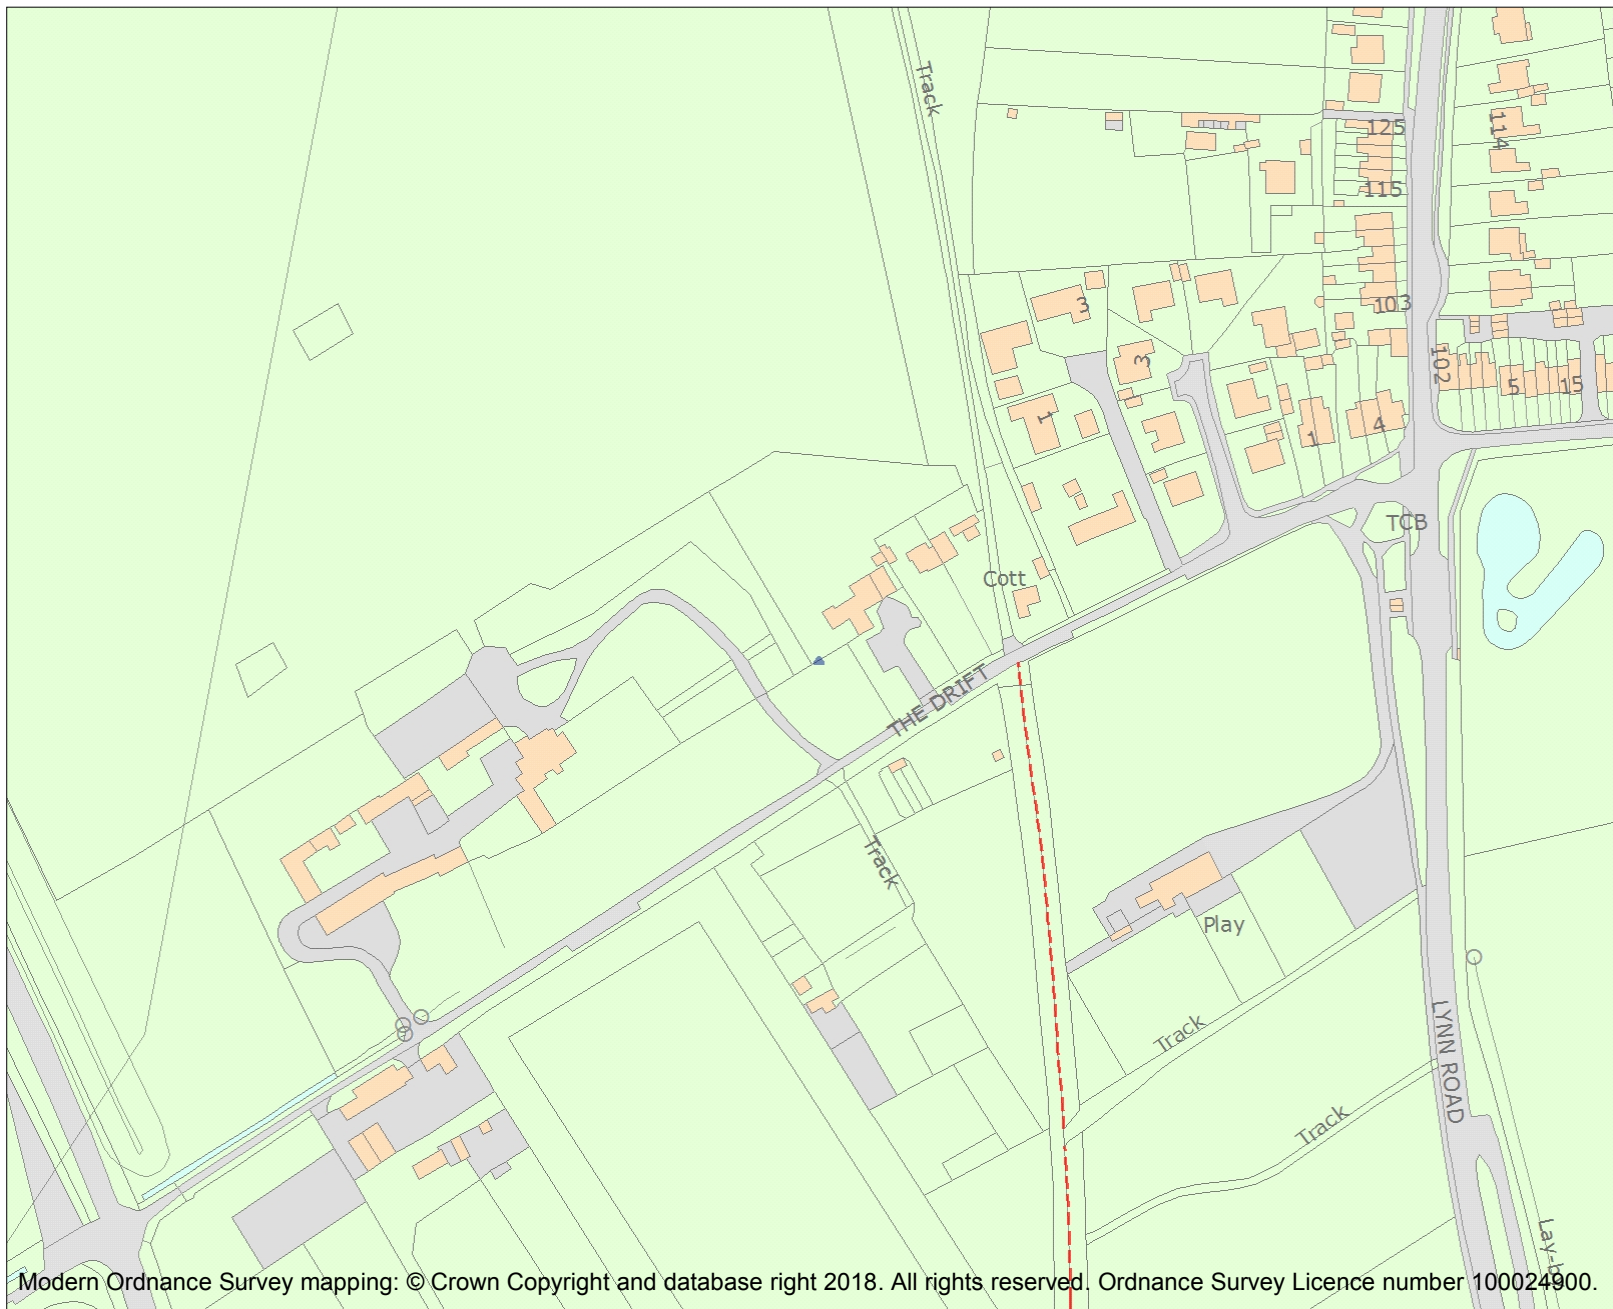 Track
125
114
115
3
103
3
102
5
15
1
4
1
TCB
Cott
THE DRIFT
Track
Play
LYNN ROAD
Track
Track
Lay-by
Modern Ordnance Survey mapping: © Crown Copyright and database right 2018. All rights reserved. Ordnance Survey Licence number 100024900.